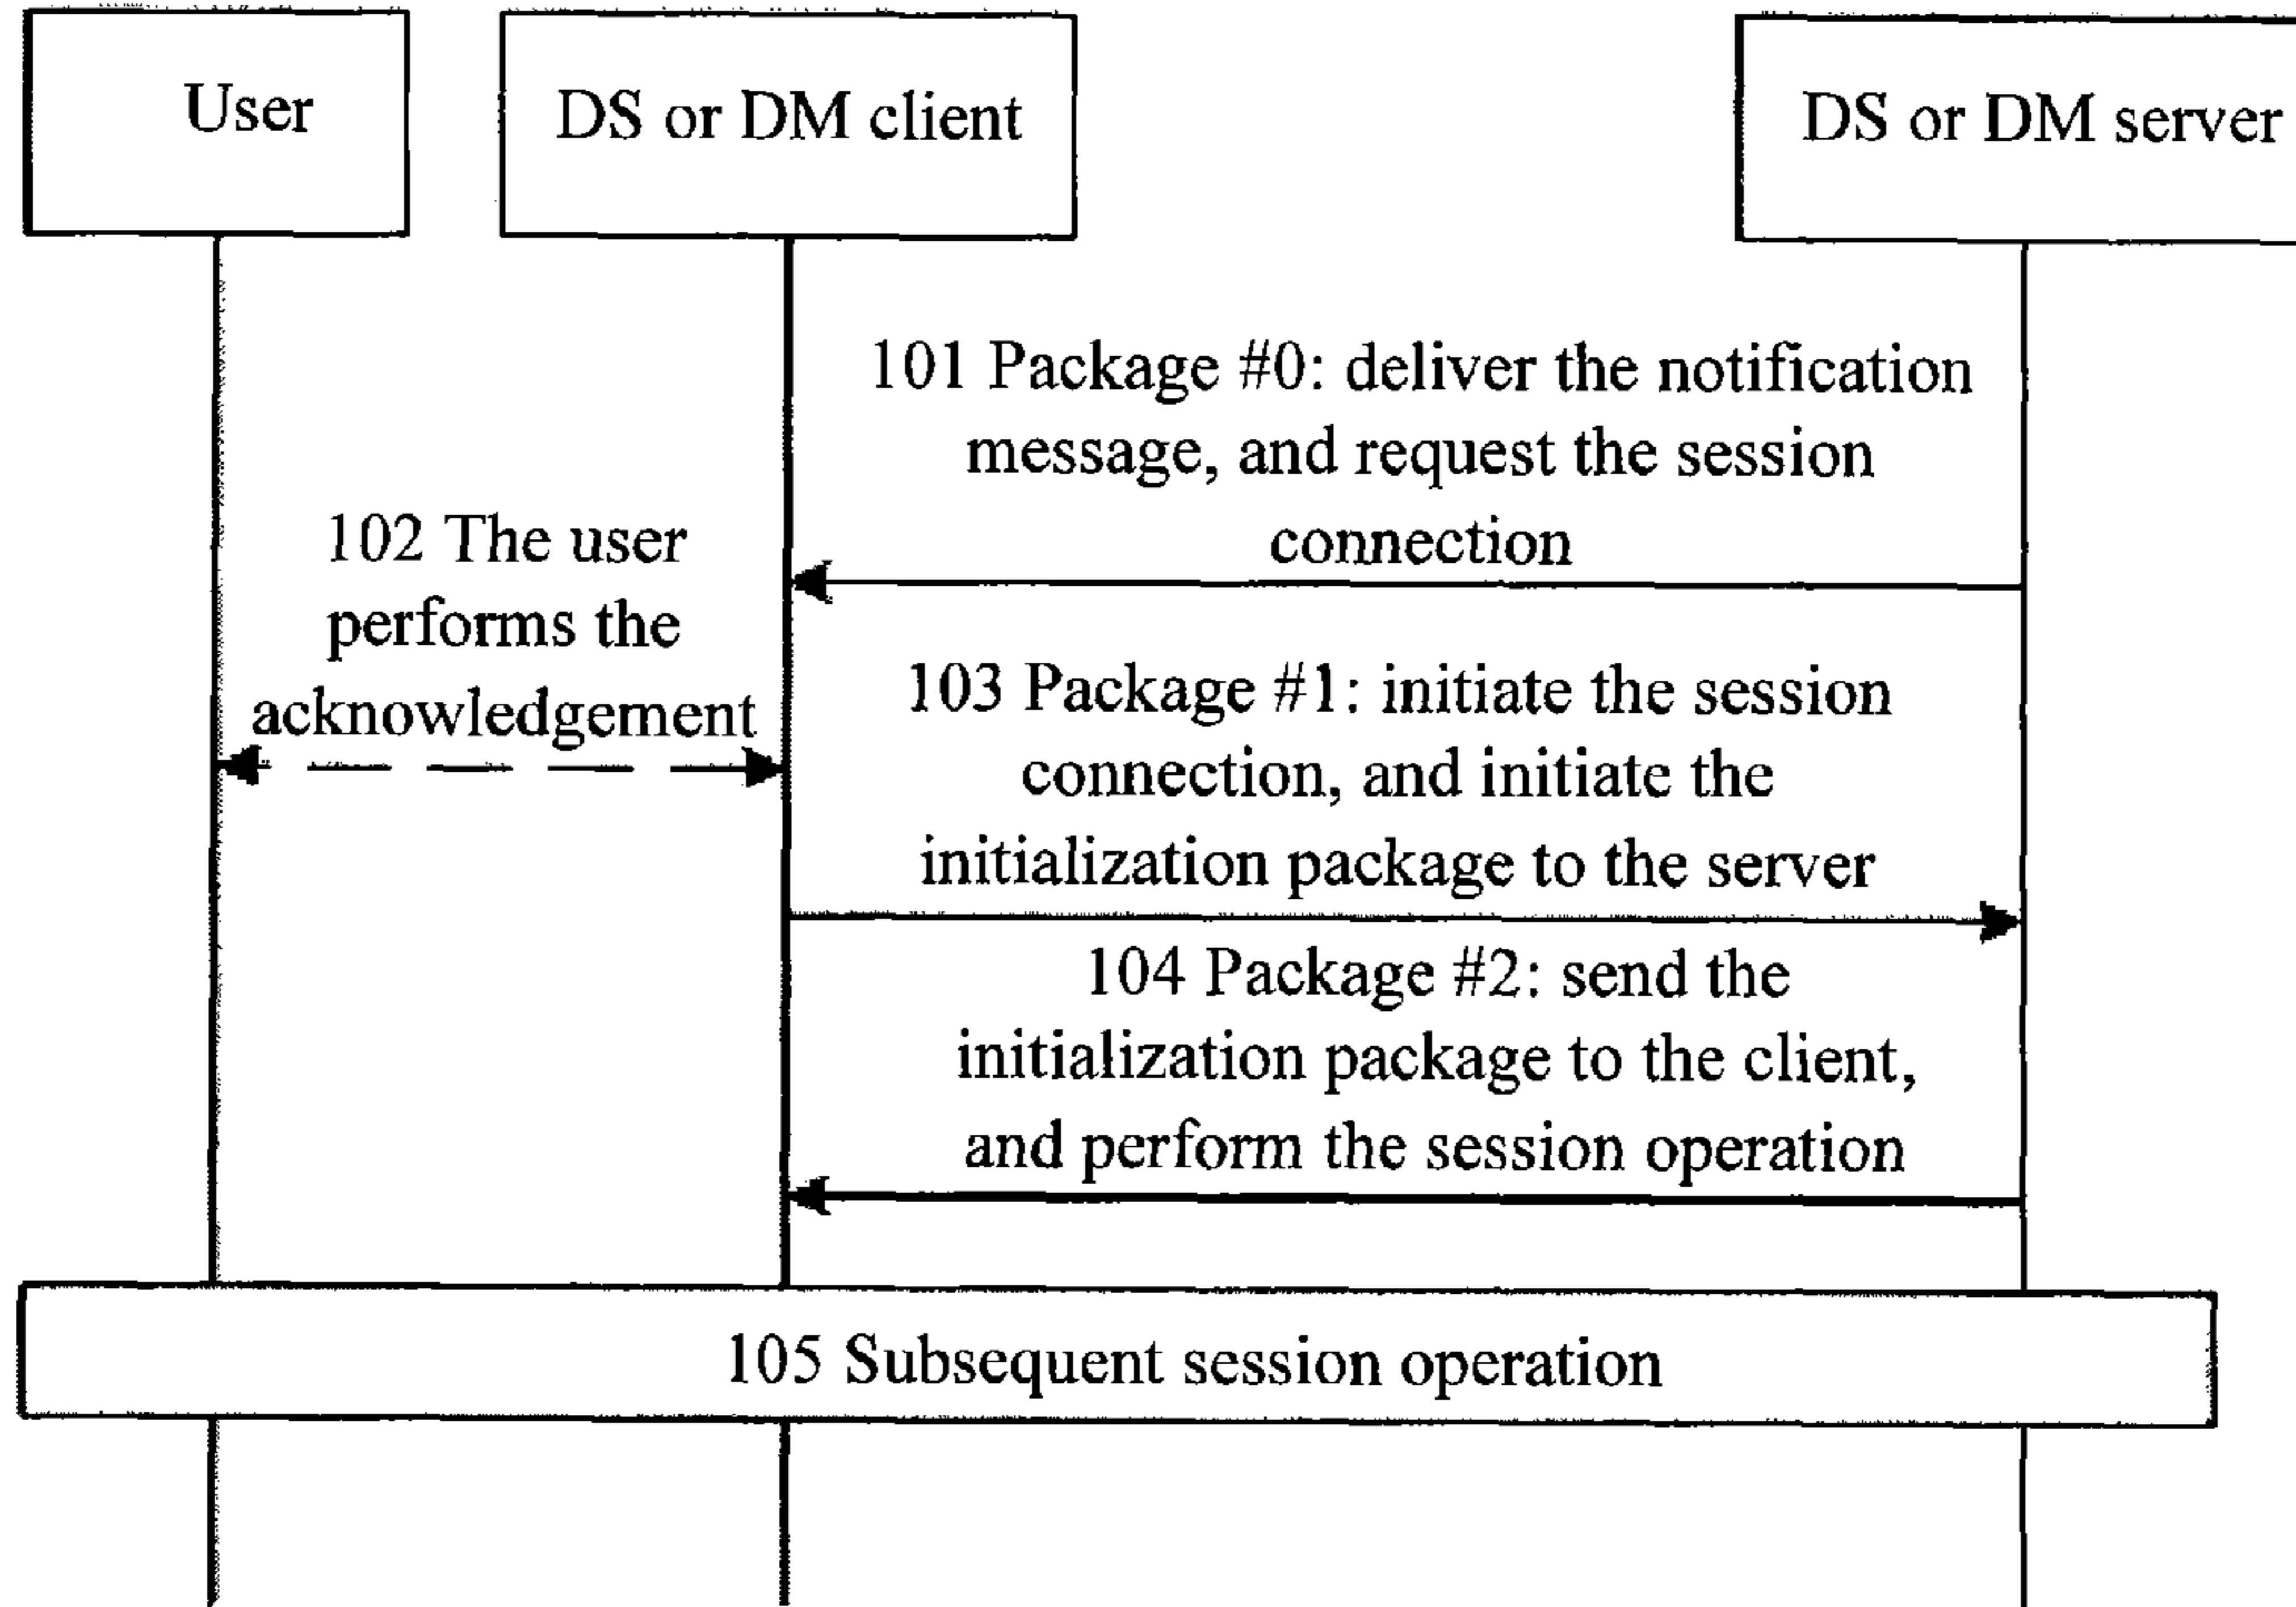 User
DS or DM client
DS or DM server
101 Package #0: deliver the notification
message, and request the session
connection
102 The user
performs the
acknowledgement
103 Package #1: initiate the session
connection, and initiate the
initialization package to the server
104 Package #2: send the
initialization package to the client,
and perform the session operation
105 Subsequent session operation